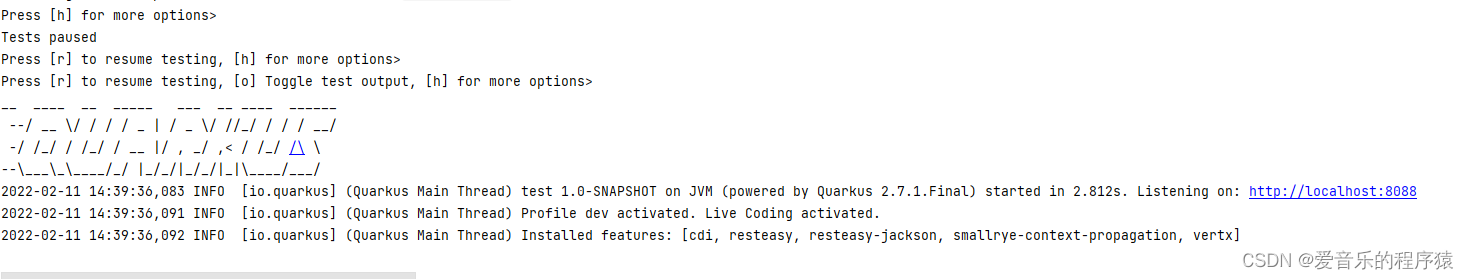 Press [h] for more options>
Tests paused
Press [r] to resume testing, [h] for more options>
Press [r] to resume testing, [o] Toggle test output, [h] for more options>
__  ____  __  _____   ___  __ ____  ______
 --/ __ \/ / / / _ | / _ \/ //_/ / / / __/
 -/ /_/ / /_/ / __ |/ , _/ ,< / /_/ /\ \
--\___\_\____/_/ |_/_/|_/_/|_|\____/___/
2022-02-11 14:39:36,083 INFO  [io.quarkus] (Quarkus Main Thread) test 1.0-SNAPSHOT on JVM (powered by Quarkus 2.7.1.Final) started in 2.812s. Listening on: http://localhost:8088
2022-02-11 14:39:36,091 INFO  [io.quarkus] (Quarkus Main Thread) Profile dev activated. Live Coding activated.
2022-02-11 14:39:36,092 INFO  [io.quarkus] (Quarkus Main Thread) Installed features: [cdi, resteasy, resteasy-jackson, smallrye-context-propagation, vertx]
CSDN @爱音乐的程序猿